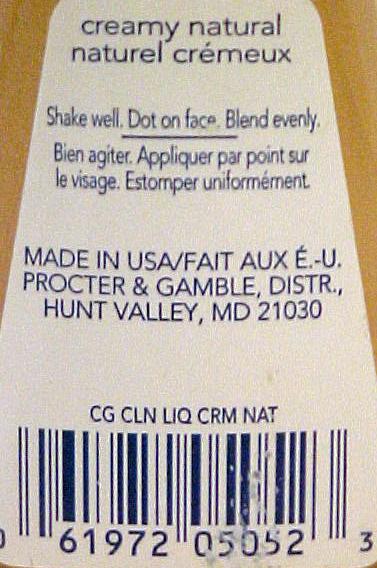 creamy natural
naturel crémeux
Shake well. Dot on face. Blend evenly.
Bien agiter. Appliquer par point sur
le visage. Estomper uniformément.
MADE IN USA/FAIT AUX É.-U.
PROCTER & GAMBLE, DISTR.,
HUNT VALLEY, MD 21030
CG CLN LIQ CRM NAT
0 61972 05052 3